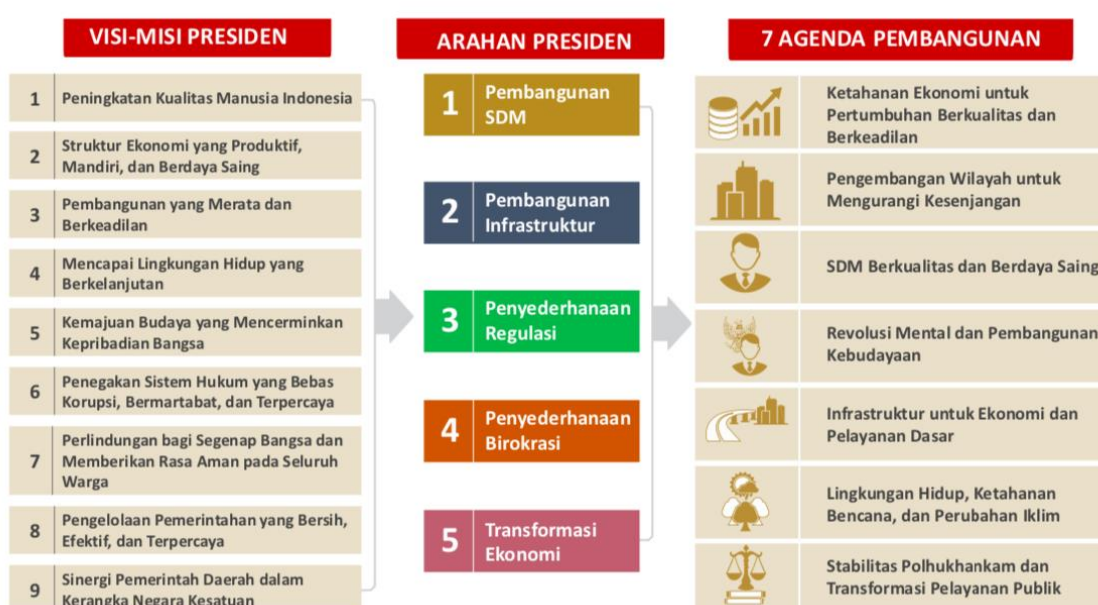 VISI-MISI PRESIDEN
1
Peningkatan Kualitas Manusia Indonesia
2
Struktur Ekonomi yang Produktif,
Mandiri, dan Berdaya Saing
3
Pembangunan yang Merata dan
Berkeadilan
4
Mencapai Lingkungan Hidup yang
Berkelanjutan
5
Kemajuan Budaya yang Mencerminkan
Kepribadian Bangsa
6
Penegakan Sistem Hukum yang Bebas
Korupsi, Bermartabat, dan Terpercaya
7
Perlindungan bagi Segenap Bangsa dan
Memberikan Rasa Aman pada Seluruh
Warga
8
Pengelolaan Pemerintahan yang Bersih,
Efektif, dan Terpercaya
9
Sinergi Pemerintah Daerah dalam
Kerangka Negara Kesatuan
ARAHAN PRESIDEN
1
Pembangunan
SDM
2
Pembangunan
Infrastruktur
3
Penyederhanaan
Regulasi
4
Penyederhanaan
Birokrasi
5
Transformasi
Ekonomi
7 AGENDA PEMBANGUNAN
Ketahanan Ekonomi untuk
Pertumbuhan Berkualitas dan
Berkeadilan
Pengembangan Wilayah untuk
Mengurangi Kesenjangan
SDM Berkualitas dan Berdaya Saing
Revolusi Mental dan Pembangunan
Kebudayaan
Infrastruktur untuk Ekonomi dan
Pelayanan Dasar
Lingkungan Hidup, Ketahanan
Bencana, dan Perubahan Iklim
Stabilitas Polhukhankam dan
Transformasi Pelayanan Publik